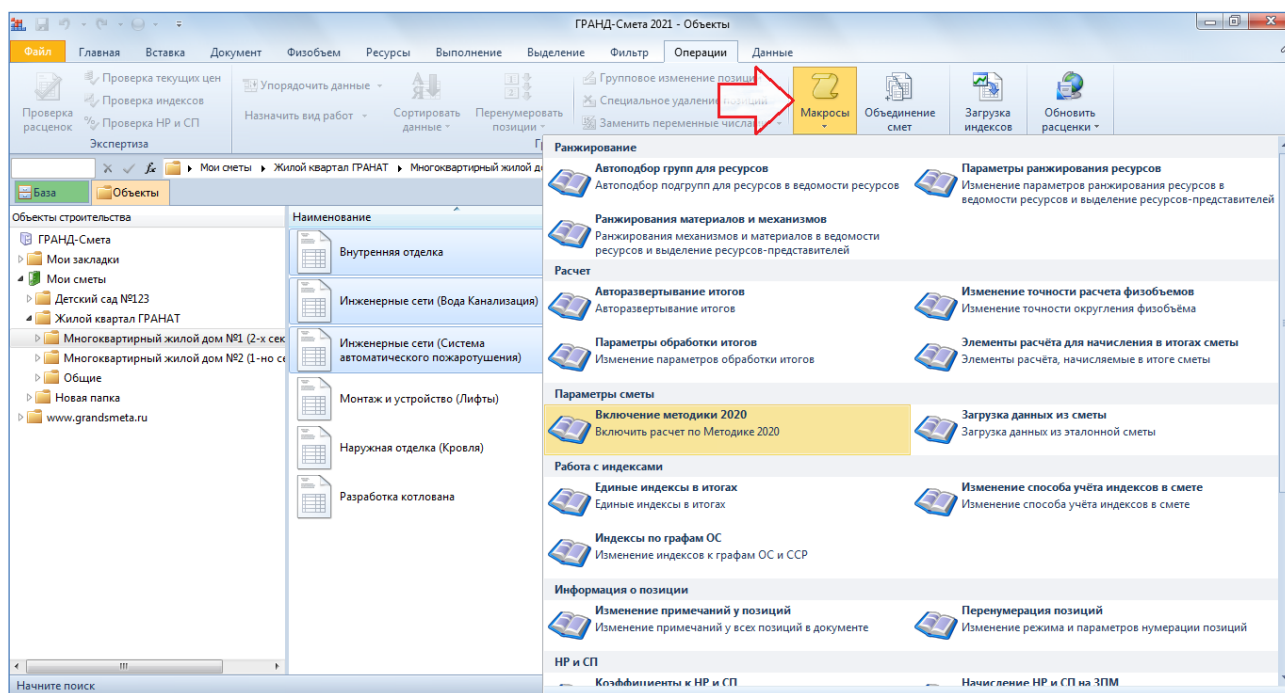 ГРАНД-Смета 2021 - Объекты
Файл Главная Вставка Документ Физобъем Ресурсы Выполнение Выделение Фильтр Операции Данные
Проверка расценок
Проверка текущих цен
Проверка индексов
Проверка НР и СП
Экспертиза
Упорядочить данные
Назначить вид работ
Сортировать данные
Перенумеровать позиции
Групповое изменение позиц
Специальное удаление позиций
Заменить переменные числа
Макросы
Объединение смет
Загрузка индексов
Обновить расценки
fx Мои сметы Жилой квартал ГРАНАТ Многоквартирный жилой д
База Объекты
Объекты строительства
ГРАНД-Смета
Мои закладки
Мои сметы
Детский сад №123
Жилой квартал ГРАНАТ
Многоквартирный жилой дом №1 (2-х сек
Многоквартирный жилой дом №2 (1-но се
Общие
Новая папка
www.grandsmeta.ru
Наименование
Внутренняя отделка
Инженерные сети (Вода Канализация)
Инженерные сети (Система
автоматического пожаротушения)
Монтаж и устройство (Лифты)
Наружная отделка (Кровля)
Разработка котлована
Ранжирование
Автоподбор групп для ресурсов
Автоподбор подгрупп для ресурсов в ведомости ресурсов
Параметры ранжирования ресурсов
Изменение параметров ранжирования ресурсов в
ведомости ресурсов и выделение ресурсов-представителей
Ранжирования материалов и механизмов
Ранжирования механизмов и материалов в ведомости
ресурсов и выделение ресурсов-представителей
Расчет
Авторазвертывание итогов
Авторазвертывание итогов
Изменение точности расчета физобъемов
Изменение точности округления физобъёма
Параметры обработки итогов
Изменение параметров обработки итогов
Элементы расчёта для начисления в итогах сметы
Элементы расчёта, начисляемые в итоге сметы
Параметры сметы
Включение методики 2020
Включить расчет по Методике 2020
Загрузка данных из сметы
Загрузка данных из эталонной сметы
Работа с индексами
Единые индексы в итогах
Единые индексы в итогах
Изменение способа учёта индексов в смете
Изменение способа учёта индексов в смете
Индексы по графам ОС
Изменение индексов к графам ОС и ССР
Информация о позиции
Изменение примечаний у позиций
Изменение примечаний у всех позиций в документе
Перенумерация позиций
Изменение режима и параметров нумерации позиций
НР и СП
Коэффициенты к НР и СП
Начисление НР и СП на ЗПМ
Начните поиск